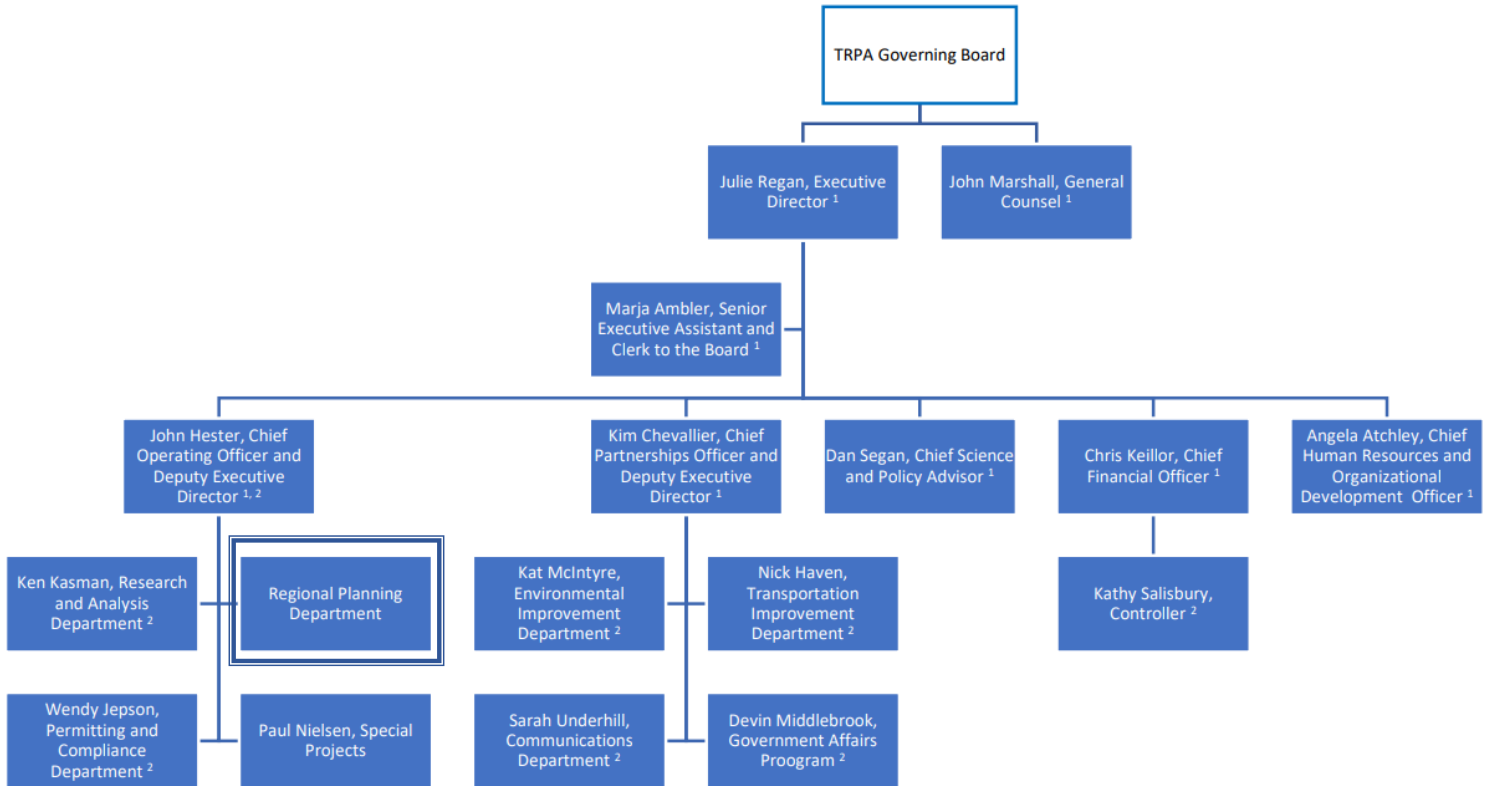 TRPA Governing Board
Julie Regan, Executive
Director ¹
John Marshall, General
Counsel ¹
Marja Ambler, Senior
Executive Assistant and
Clerk to the Board ¹
John Hester, Chief
Operating Officer and
Deputy Executive
Director ¹, ²
Kim Chevallier, Chief
Partnerships Officer and
Deputy Executive
Director ¹
Dan Segan, Chief Science
and Policy Advisor ¹
Chris Keillor, Chief
Financial Officer ¹
Angela Atchley, Chief
Human Resources and
Organizational
Development Officer ¹
Ken Kasman, Research
and Analysis
Department ²
Regional Planning
Department
Kat McIntyre,
Environmental
Improvement
Department ²
Nick Haven,
Transportation
Improvement
Department ²
Kathy Salisbury,
Controller ²
Wendy Jepson,
Permitting and
Compliance
Department ²
Paul Nielsen, Special
Projects
Sarah Underhill,
Communications
Department ²
Devin Middlebrook,
Government Affairs
Proogram ²